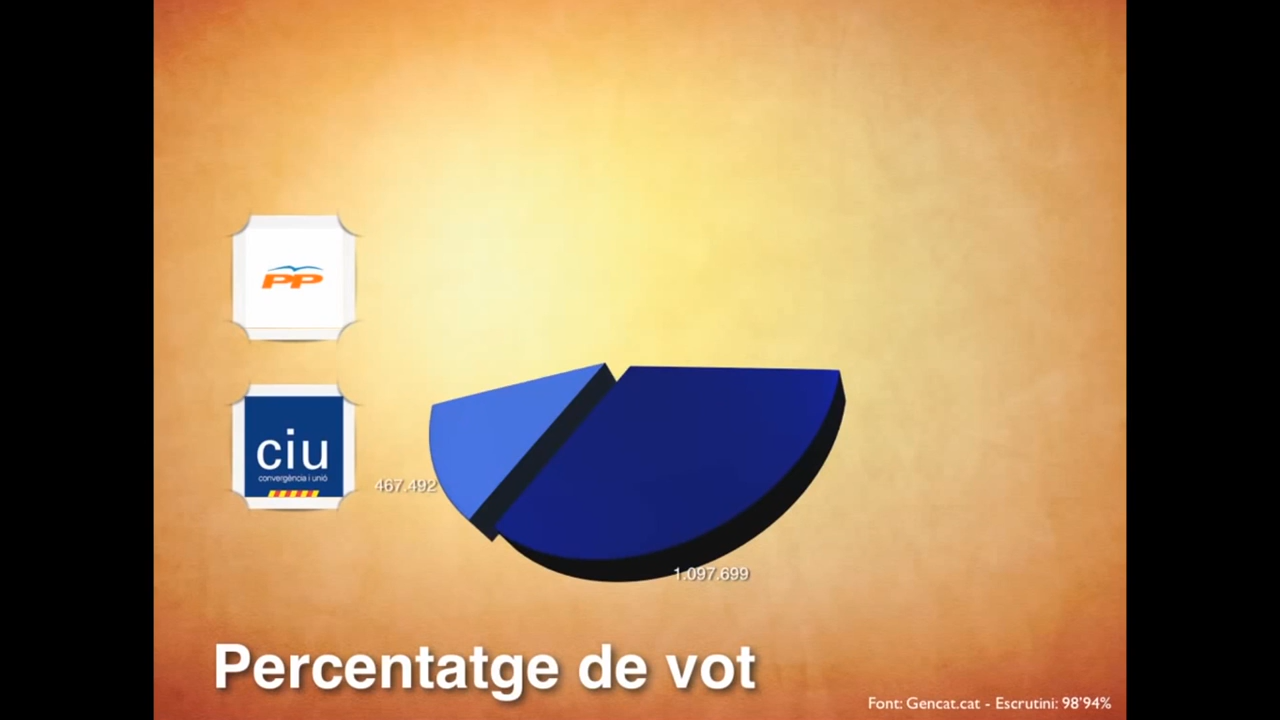 PP
ciu
convergència i unió
467.492
1.097.699
Percentatge de vot
Font: Gencat.cat - Escrutini: 98'94%